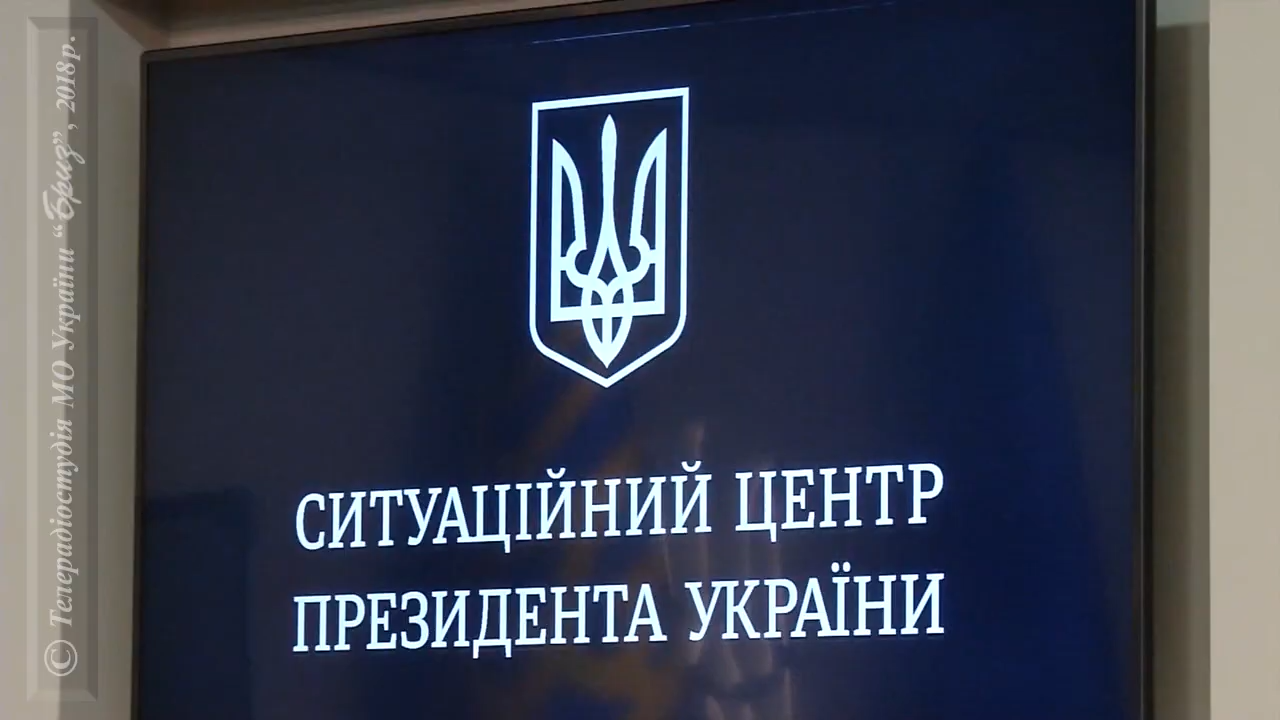 СИТУАЦІЙНИЙ ЦЕНТР
ПРЕЗИДЕНТА УКРАЇНИ
© Телерадіостудія МО України “Бриз”, 2018р.